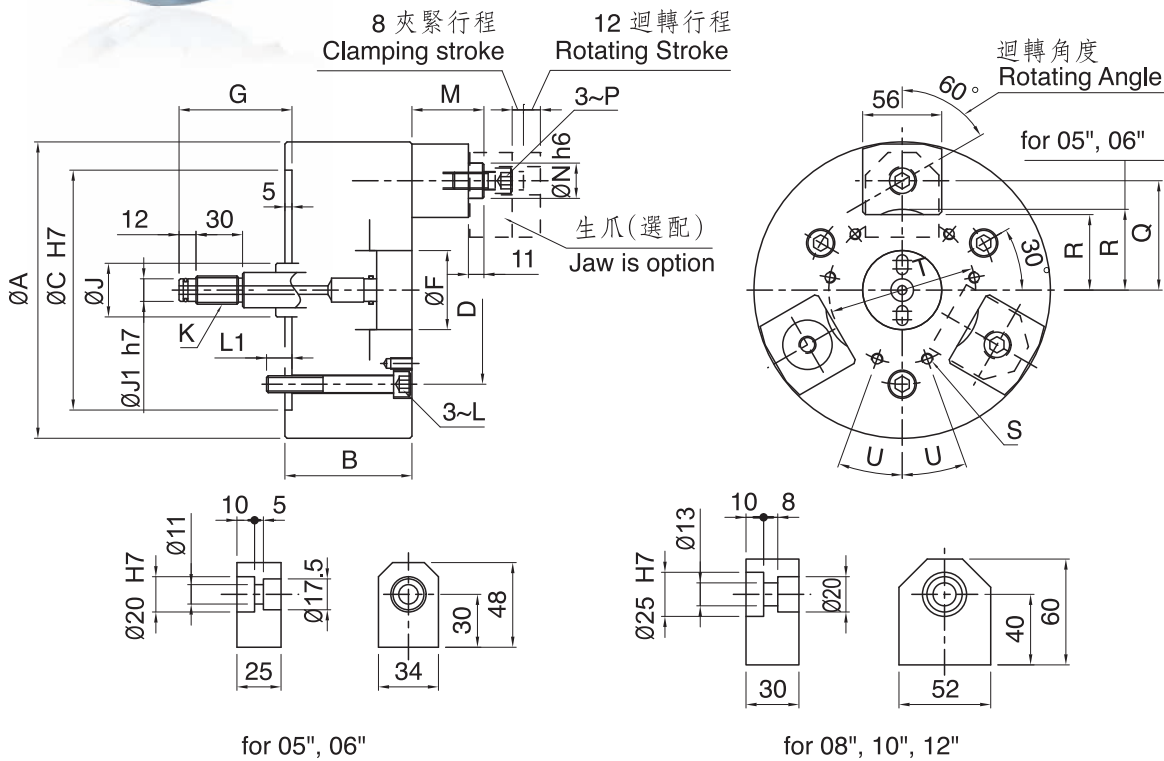 8 夾緊行程
Clamping stroke
12 迴轉行程
Rotating Stroke
迴轉角度
Rotating Angle
G
M
3~P
56
60°
for 05", 06"
ØN h6
5
12
30
生爪(選配)
Jaw is option
11
ØA
ØC H7
ØJ
ØJ1 h7
K
L1
ØF
D
3~L
B
T
30°
R
R
Q
S
U
U
10
5
Ø11
Ø20 H7
Ø17.5
25
30
48
34
for 05", 06"
10
8
Ø13
Ø25 H7
Ø20
30
40
60
52
for 08", 10", 12"